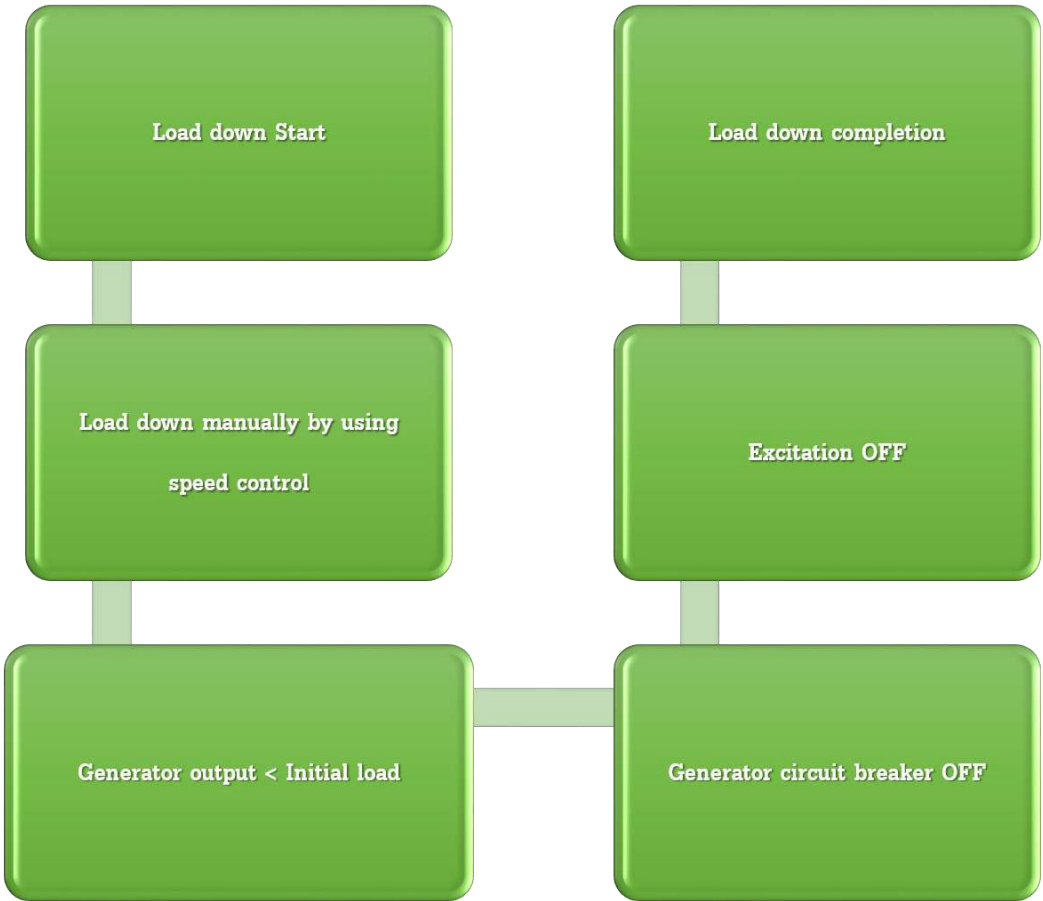 Load down Start
Load down manually by using
speed control
Generator output < Initial load
Generator circuit breaker OFF
Excitation OFF
Load down completion